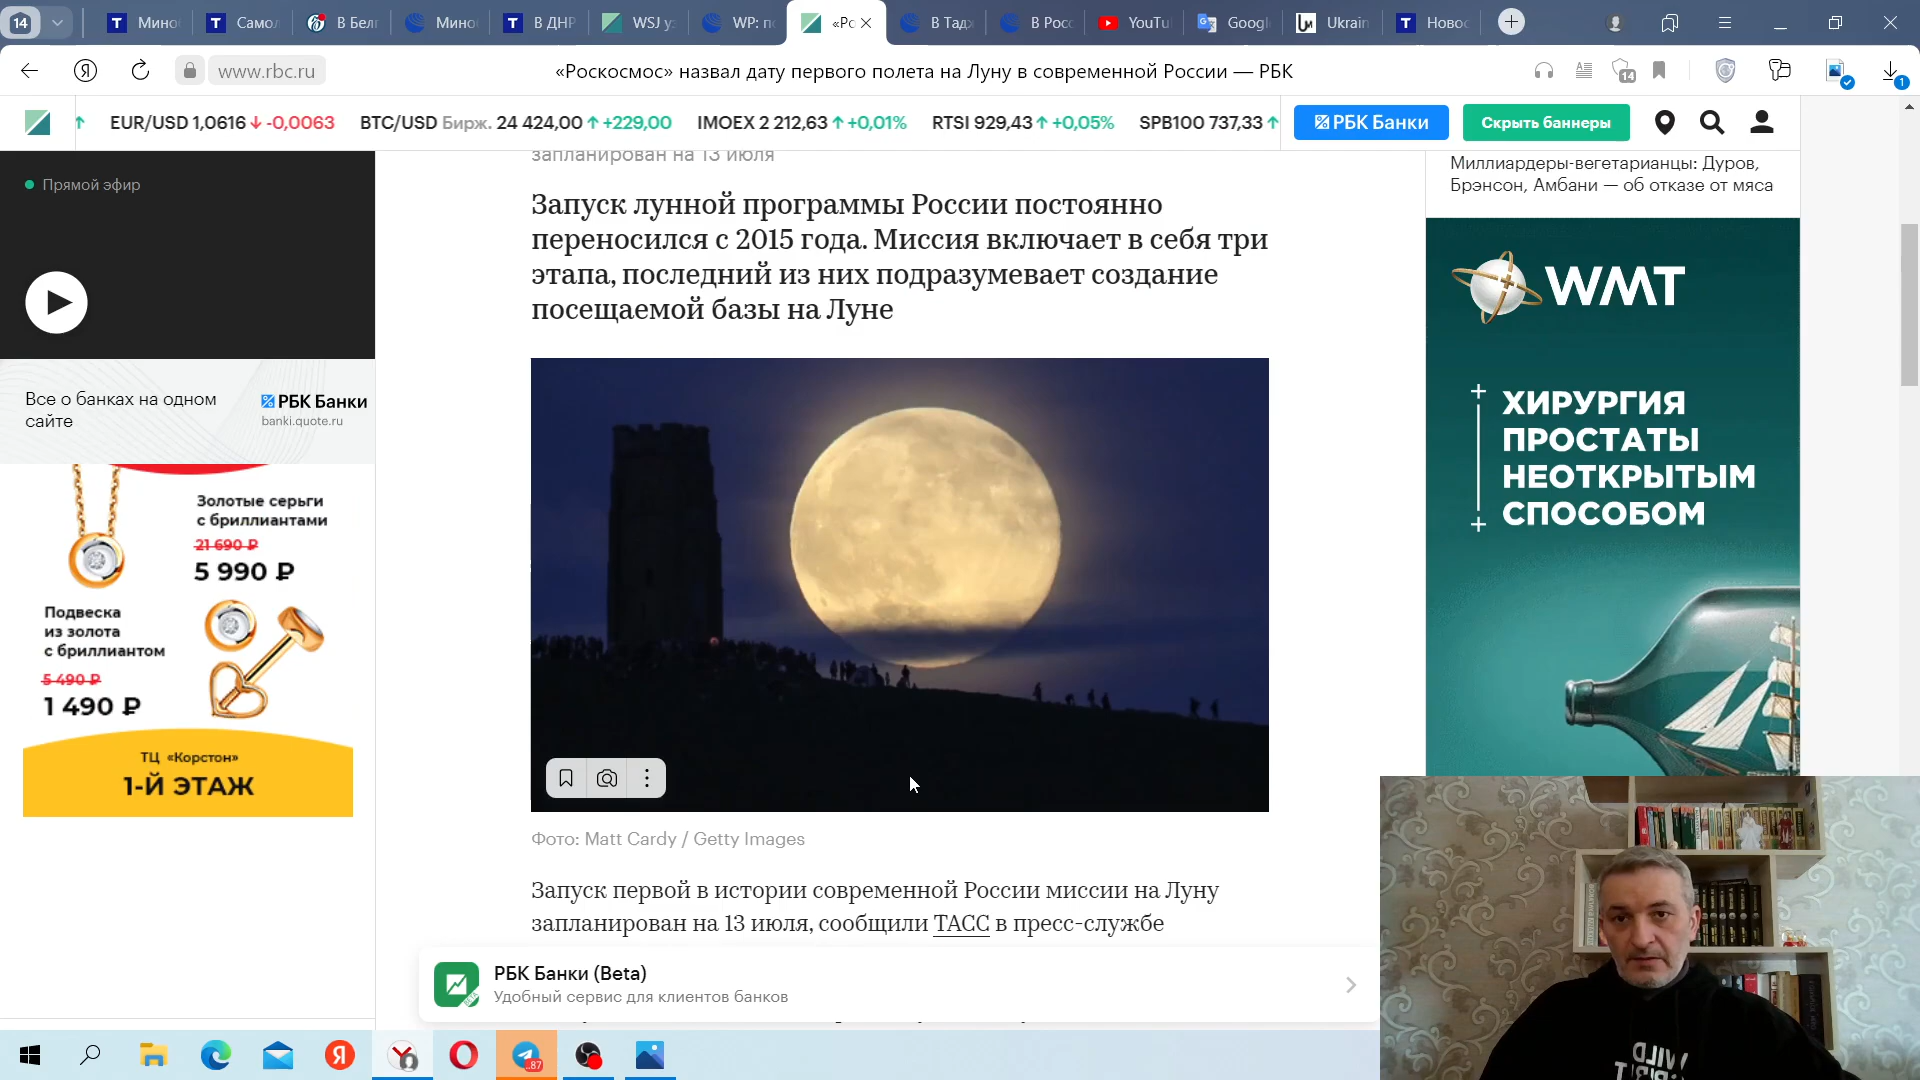 14
Мино
Самол
В Бел
Мино
В ДНР
WSJ у
WP: п
«Рс
В Тад
В Росс
YouTu
Googl
Ukrain
Новос
www.rbc.ru
«Роскосмос» назвал дату первого полета на Луну в современной России — РБК
14
1
EUR/USD 1,0616 -0,0063
BTC/USD Бирж. 24 424,00 +229,00
IMOEX 2 212,63 +0,01%
RTSI 929,43 +0,05%
SPB100 737,33
РБК Банки
Скрыть баннеры
Прямой эфир
Все о банках на одном
сайте
РБК Банки
banki.quote.ru
Золотые серьги
с бриллиантами
21 690 ₽
5 990 ₽
Подвеска
из золота
с бриллиантом
5 490 ₽
1 490 ₽
ТЦ «Корстон»
1-Й ЭТАЖ
запланирован на 13 июля
Запуск лунной программы России постоянно
переносился с 2015 года. Миссия включает в себя три
этапа, последний из них подразумевает создание
посещаемой базы на Луне
Фото: Matt Cardy / Getty Images
Запуск первой в истории современной России миссии на Луну
запланирован на 13 июля, сообщили ТАСС в пресс-службе
РБК Банки (Beta)
Удобный сервис для клиентов банков
Миллиардеры-вегетарианцы: Дуров,
Брэнсон, Амбани — об отказе от мяса
WMT
ХИРУРГИЯ
ПРОСТАТЫ
НЕОТКРЫТЫМ
СПОСОБОМ
87